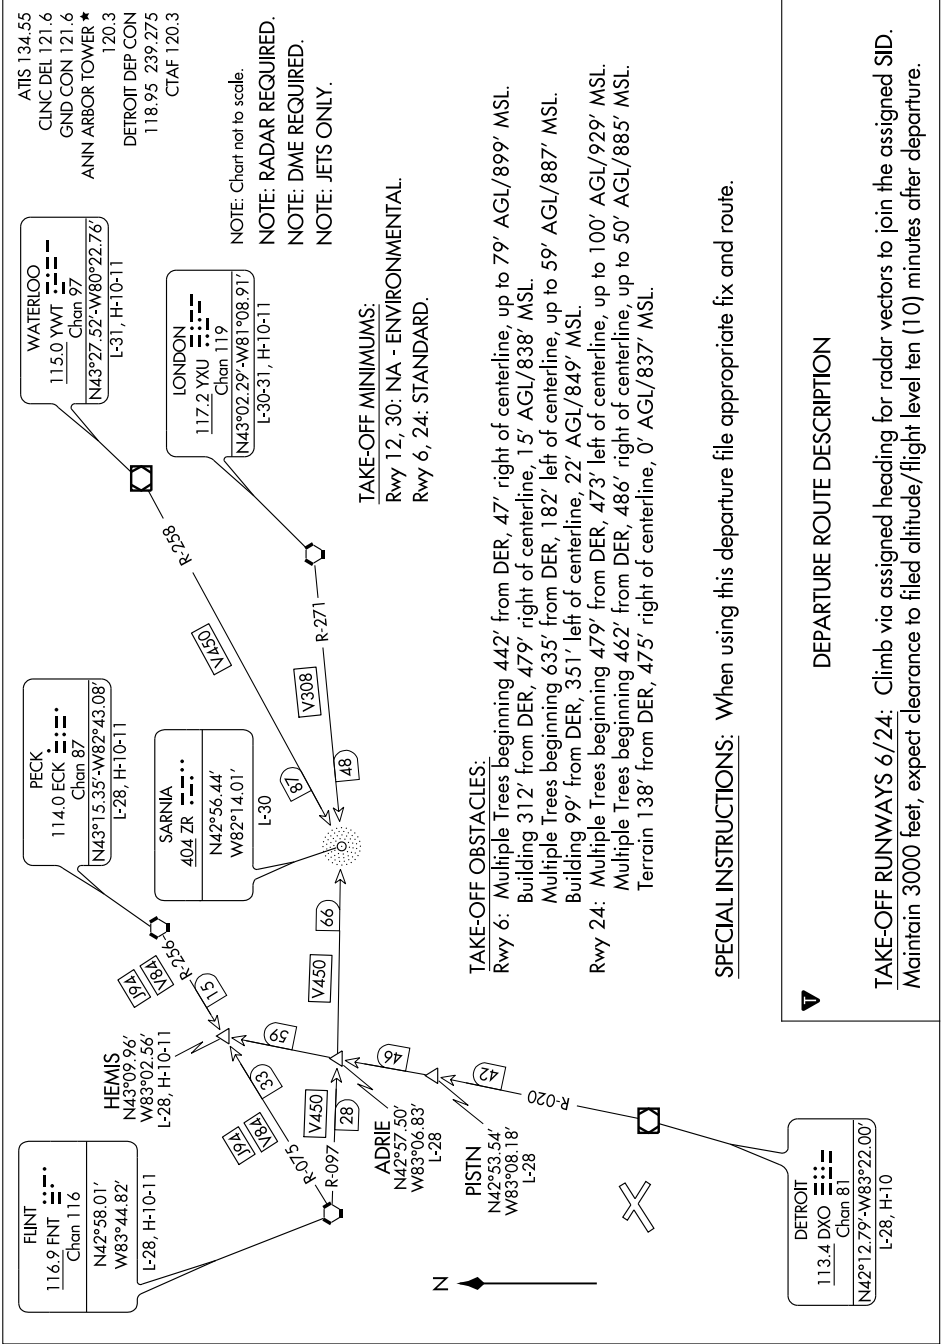 ATIS 134.55
CLNC DEL 121.6
GND CON 121.6
ANN ARBOR TOWER ★
120.3
DETROIT DEP CON
118.95 239.275
CTAF 120.3
NOTE: Chart not to scale.
NOTE: RADAR REQUIRED.
NOTE: DME REQUIRED.
NOTE: JETS ONLY.
FLINT
116.9 FNT
Chan 116
N42°58.01'
W83°44.82'
L-28, H-10-11
HEMIS
N43°09.96'
W83°02.56'
L-28, H-10-11
PECK
114.0 ECK
Chan 87
N43°15.35'-W82°43.08'
L-28, H-10-11
WATERLOO
115.0 YWT
Chan 97
N43°27.52'-W80°22.76'
L-31, H-10-11
SARNIA
404 ZR
N42°56.44'
W82°14.01'
L-30
LONDON
117.2 YXU
Chan 119
N43°02.29'-W81°08.91'
L-30-31, H-10-11
J94
V84
R-256
15
V450
R-258
87
V308
R-271
48
J94
V84
R-075
33
59
V450
66
R-097
V450
28
ADRIE
N42°57.50'
W83°06.83'
L-28
46
PISTN
N42°53.54'
W83°08.18'
L-28
42
R-020
N
DETROIT
113.4 DXO
Chan 81
N42°12.79'-W83°22.00'
L-28, H-10
TAKE-OFF MINIMUMS:
Rwy 12, 30: NA - ENVIRONMENTAL.
Rwy 6, 24: STANDARD.
TAKE-OFF OBSTACLES:
Rwy 6: Multiple Trees beginning 442' from DER, 47' right of centerline, up to 79' AGL/899' MSL.
Building 312' from DER, 479' right of centerline, 15' AGL/838' MSL.
Multiple Trees beginning 635' from DER, 182' left of centerline, up to 59' AGL/887' MSL.
Building 99' from DER, 351' left of centerline, 22' AGL/849' MSL.
Rwy 24: Multiple Trees beginning 479' from DER, 473' left of centerline, up to 100' AGL/929' MSL.
Multiple Trees beginning 462' from DER, 486' right of centerline, up to 50' AGL/885' MSL.
Terrain 138' from DER, 475' right of centerline, 0' AGL/837' MSL.
SPECIAL INSTRUCTIONS: When using this departure file appropriate fix and route.
T
DEPARTURE ROUTE DESCRIPTION
TAKE-OFF RUNWAYS 6/24: Climb via assigned heading for radar vectors to join the assigned SID.
Maintain 3000 feet, expect clearance to filed altitude/flight level ten (10) minutes after departure.